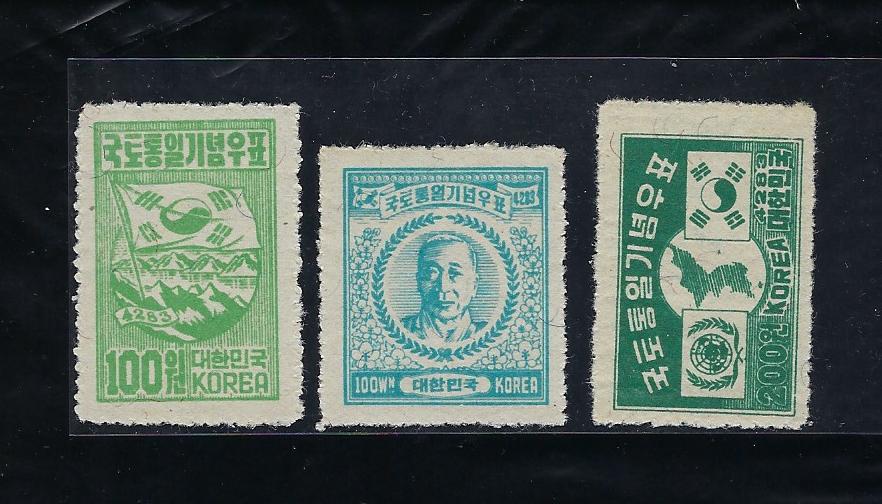 국도통일기념우표
4283
100원 대한민국
KOREA
국도통일기념우표 4283
100WN 대한민국 KOREA
국도통일기념우표
4283
200원 KOREA 대한민국